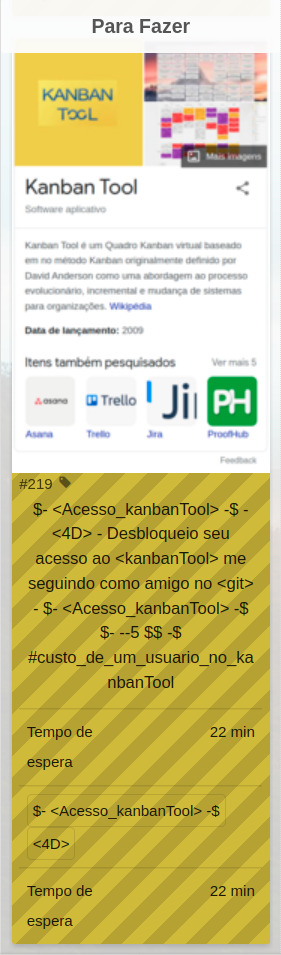 Para Fazer
KANBAN
TOOL
Mais imagens
Kanban Tool
Software aplicativo
Kanban Tool é um Quadro Kanban virtual baseado
em no método Kanban originalmente definido por
David Anderson como uma abordagem ao processo
evolucionário, incremental e mudança de sistemas
para organizações. Wikipédia
Data de lançamento: 2009
Itens também pesquisados
Ver mais 5
asana
Trello
Ji
PH
Asana
Trello
Jira
ProofHub
Feedback
#219
$- <Acesso_kanbanTool> -$ -
<4D> - Desbloqueio seu
acesso ao <kanbanTool> me
seguindo como amigo no <git>
- $- <Acesso_kanbanTool> -$
$- --5 $$ -$
#custo_de_um_usuario_no_ka
nbanTool
Tempo de
espera
22 min
$- <Acesso_kanbanTool> -$
<4D>
Tempo de
espera
22 min